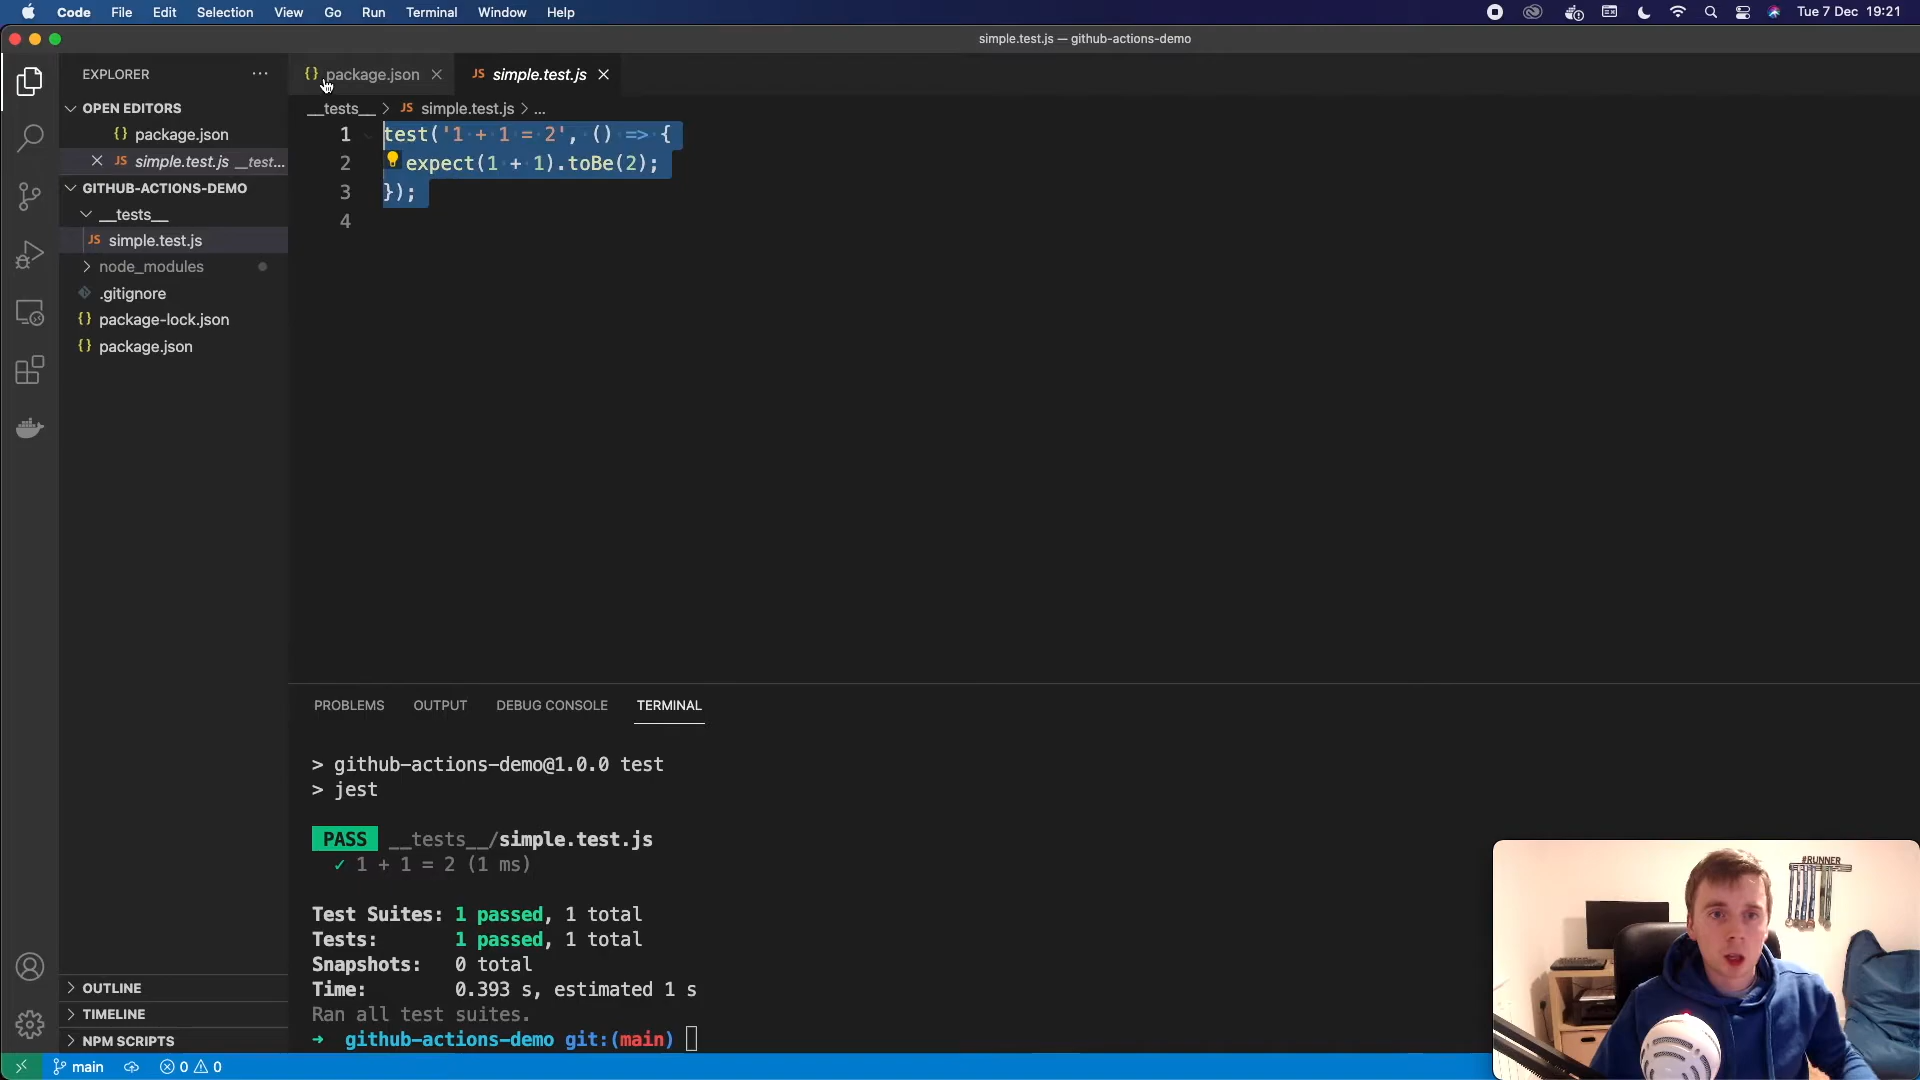 Code File Edit Selection View Go Run Terminal Window Help
Tue 7 Dec 19:21
simple.test.js — github-actions-demo
EXPLORER ...
{} package.json JS simple.test.js
OPEN EDITORS
__tests__ > JS simple.test.js > ...
{} package.json
JS simple.test.js __test...
GITHUB-ACTIONS-DEMO
__tests__
JS simple.test.js
node_modules
.gitignore
{} package-lock.json
{} package.json
1 test('1 + 1 = 2', () => {
2 expect(1 + 1).toBe(2);
3 });
4
PROBLEMS OUTPUT DEBUG CONSOLE TERMINAL
> github-actions-demo@1.0.0 test
> jest
PASS __tests__/simple.test.js
✓ 1 + 1 = 2 (1 ms)
Test Suites: 1 passed, 1 total
Tests: 1 passed, 1 total
Snapshots: 0 total
Time: 0.393 s, estimated 1 s
Ran all test suites.
➜ github-actions-demo git:(main)
OUTLINE
TIMELINE
NPM SCRIPTS
main 0 0
#RUNNER